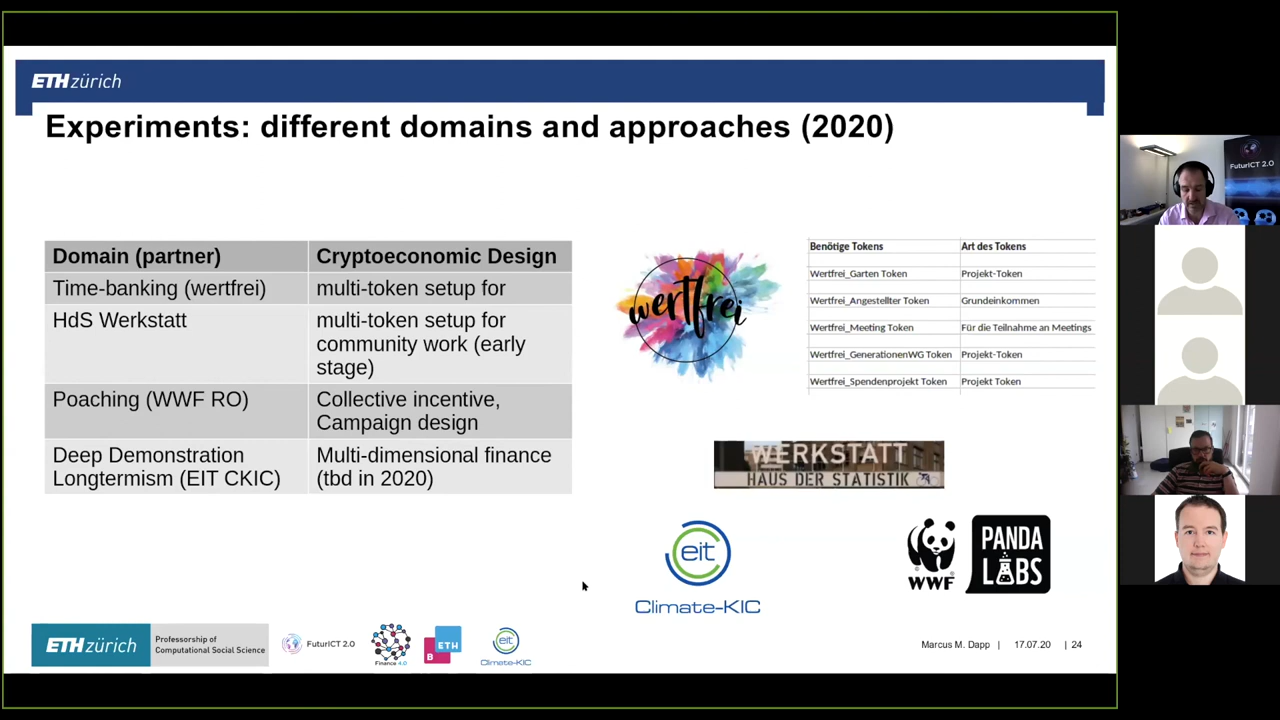 ETH zürich
Experiments: different domains and approaches (2020)
Domain (partner) Cryptoeconomic Design
Time-banking (wertfrei) multi-token setup for
HdS Werkstatt multi-token setup for
community work (early
stage)
Poaching (WWF RO) Collective incentive,
Campaign design
Deep Demonstration Multi-dimensional finance
Longtermism (EIT CKIC) (tbd in 2020)
wertfrei
Benötige Tokens Art des Tokens
Wertfrei_Garten Token Projekt-Token
Wertfrei_Angestellter Token Grundeinkommen
Wertfrei_Meeting Token Für die Teilnahme an Meetings
Wertfrei_GenerationenWG Token Projekt-Token
Wertfrei_Spendenprojekt Token Projekt Token
WERKSTATT
HAUS DER STATISTIK
eit
Climate-KIC
WWF
PANDA
LABS
ETH zürich
Professorship of
Computational Social Science
FuturICT 2.0
Finance 4.0
B ETH
eit
Climate-KIC
Marcus M. Dapp | 17.07.20 | 24
FuturICT 2.0